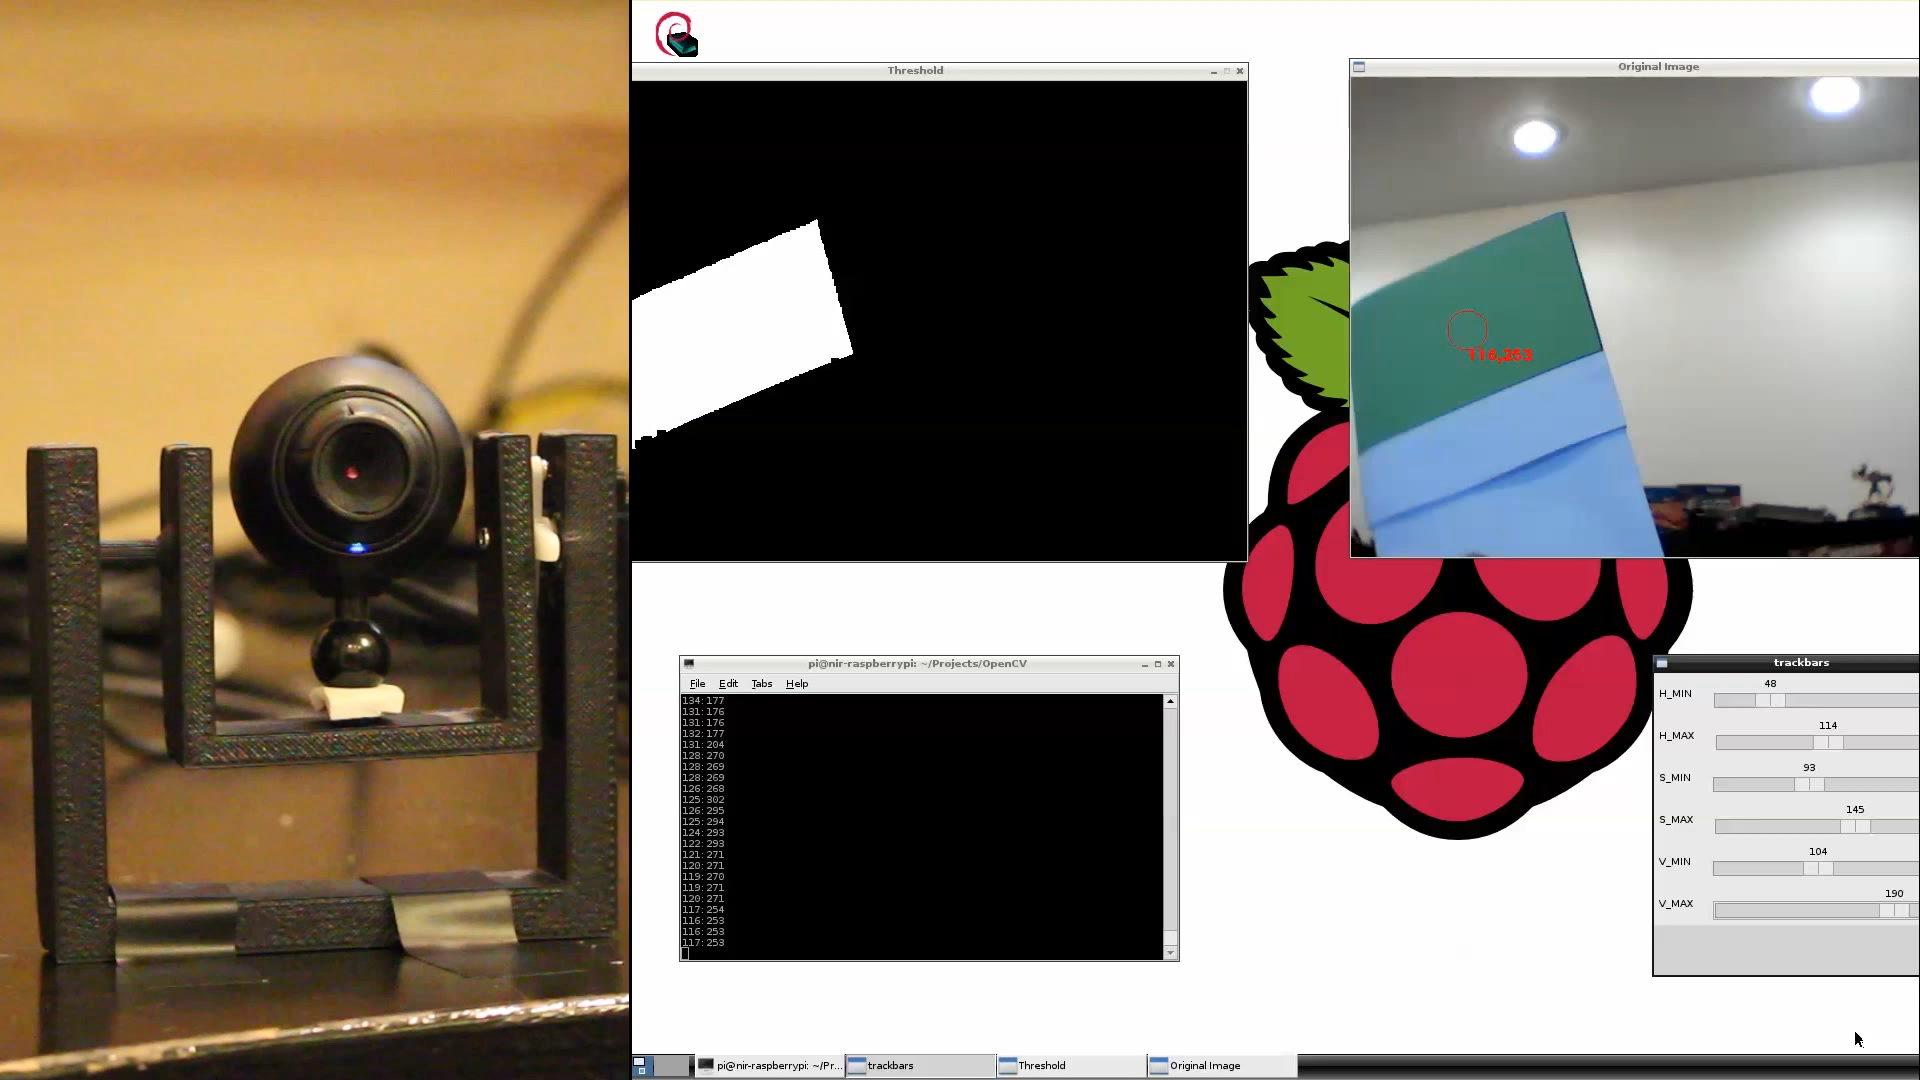 Threshold
Original Image
116,253
pi@nir-raspberrypi: ~/Projects/OpenCV
File Edit Tabs Help
134:177
131:176
131:176
132:177
131:204
128:270
128:269
128:269
126:268
125:302
126:295
125:294
124:293
122:293
121:271
120:271
119:270
119:271
120:271
117:254
116:253
116:253
117:253
trackbars
48
H_MIN
114
H_MAX
93
S_MIN
145
S_MAX
104
V_MIN
190
V_MAX
pi@nir-raspberrypi: ~/Pr... trackbars Threshold Original Image